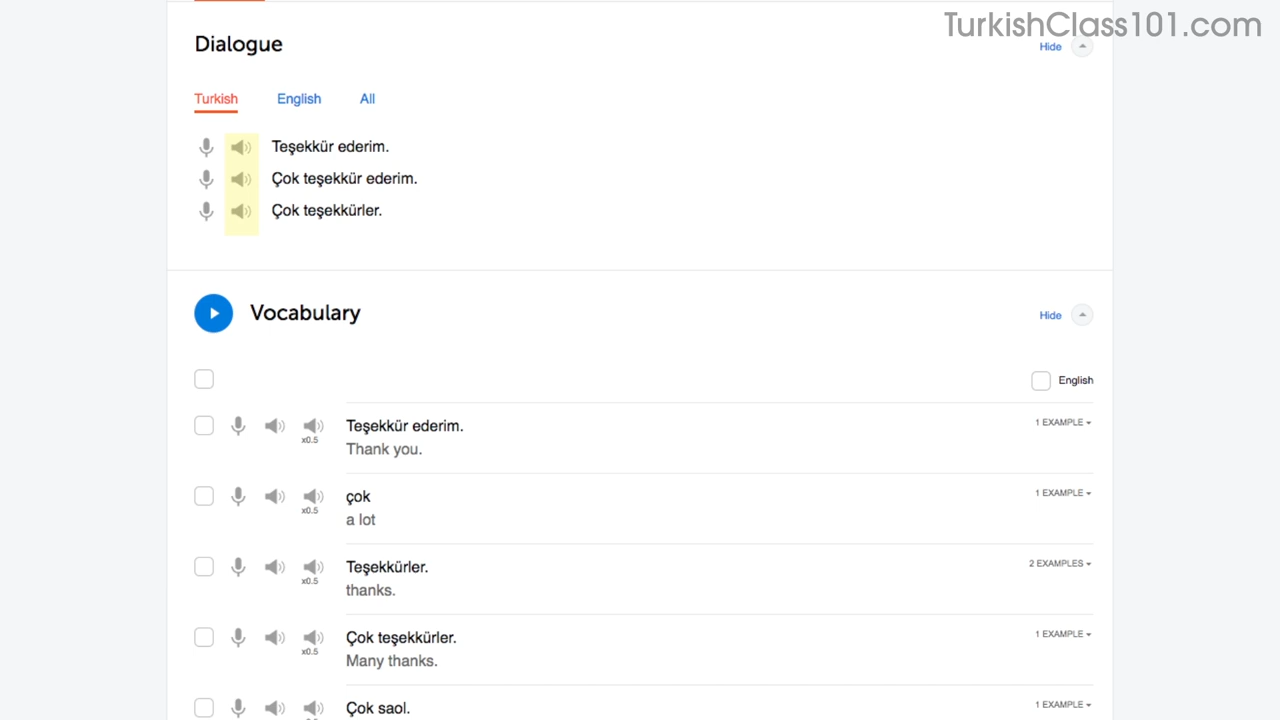 TurkishClass101.com
Dialogue
Hide
Turkish English All
Teşekkür ederim.
Çok teşekkür ederim.
Çok teşekkürler.
Vocabulary
Hide
English
Teşekkür ederim.
1 EXAMPLE
x0.5
Thank you.
çok
1 EXAMPLE
x0.5
a lot
Teşekkürler.
2 EXAMPLES
x0.5
thanks.
Çok teşekkürler.
1 EXAMPLE
x0.5
Many thanks.
Çok saol.
1 EXAMPLE